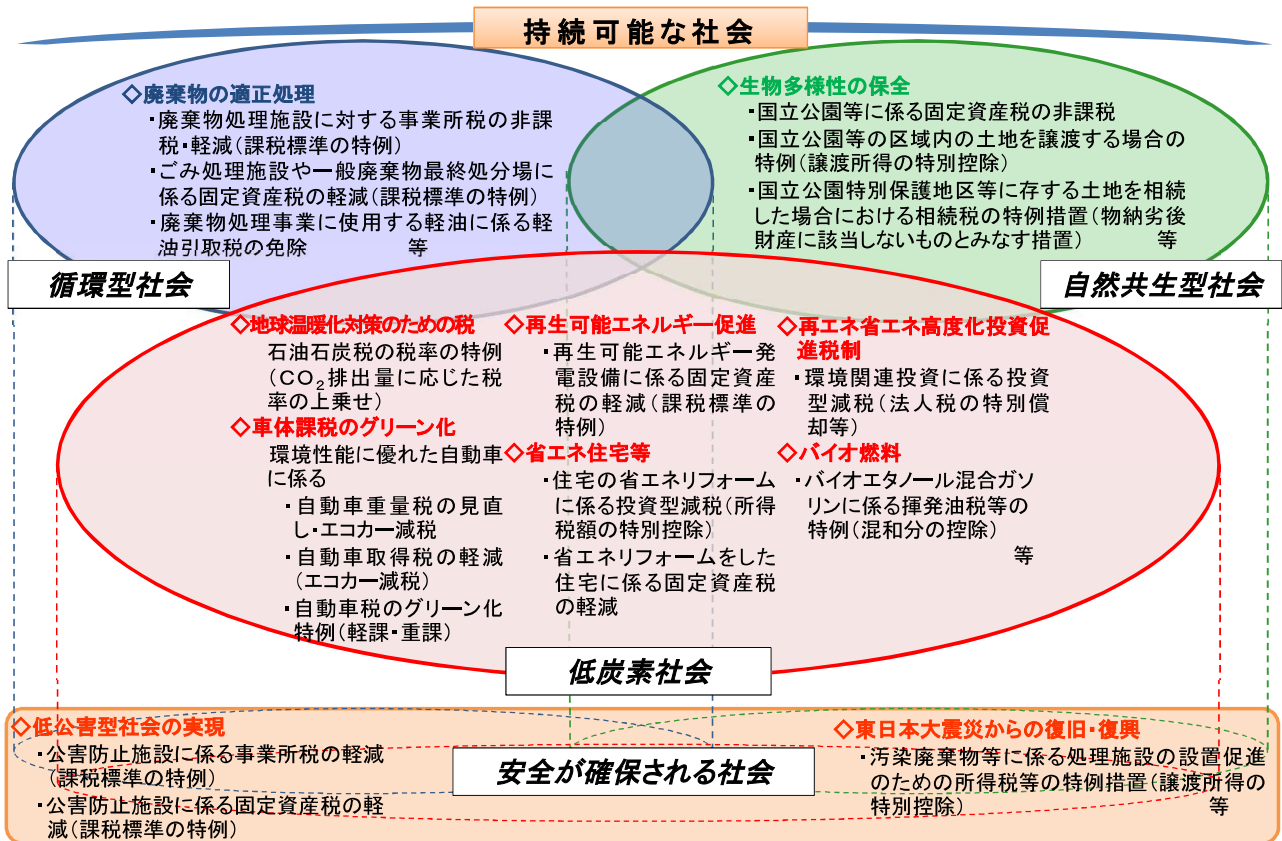 持続可能な社会
◇廃棄物の適正処理
・廃棄物処理施設に対する事業所税の非課
税・軽減(課税標準の特例)
・ごみ処理施設や一般廃棄物最終処分場に
係る固定資産税の軽減(課税標準の特例)
・廃棄物処理事業に使用する軽油に係る軽
油引取税の免除 等
循環型社会
◇生物多様性の保全
・国立公園等に係る固定資産税の非課税
・国立公園等の区域内の土地を譲渡する場合の
特例(譲渡所得の特別控除)
・国立公園特別保護地区等に存する土地を相続
した場合における相続税の特例措置(物納劣後
財産に該当しないものとみなす措置) 等
自然共生型社会
◇地球温暖化対策のための税
石油石炭税の税率の特例
(CO₂排出量に応じた税
率の上乗せ)
◇車体課税のグリーン化
環境性能に優れた自動車
に係る
・自動車重量税の見直
し・エコカー減税
・自動車取得税の軽減
(エコカー減税)
・自動車税のグリーン化
特例(軽課・重課)
◇再生可能エネルギー促進
・再生可能エネルギー発
電設備に係る固定資産
税の軽減(課税標準の
特例)
◇省エネ住宅等
・住宅の省エネリフォーム
に係る投資型減税(所得
税額の特別控除)
・省エネリフォームをした
住宅に係る固定資産税
の軽減
◇再エネ省エネ高度化投資促
進税制
・環境関連投資に係る投資
型減税(法人税の特別償
却等)
◇バイオ燃料
・バイオエタノール混合ガソ
リンに係る揮発油税等の
特例(混和分の控除)
等
低炭素社会
◇低公害型社会の実現
・公害防止施設に係る事業所税の軽減
(課税標準の特例)
・公害防止施設に係る固定資産税の軽
減(課税標準の特例)
安全が確保される社会
◇東日本大震災からの復旧・復興
・汚染廃棄物等に係る処理施設の設置促進
のための所得税等の特例措置(譲渡所得の
特別控除) 等